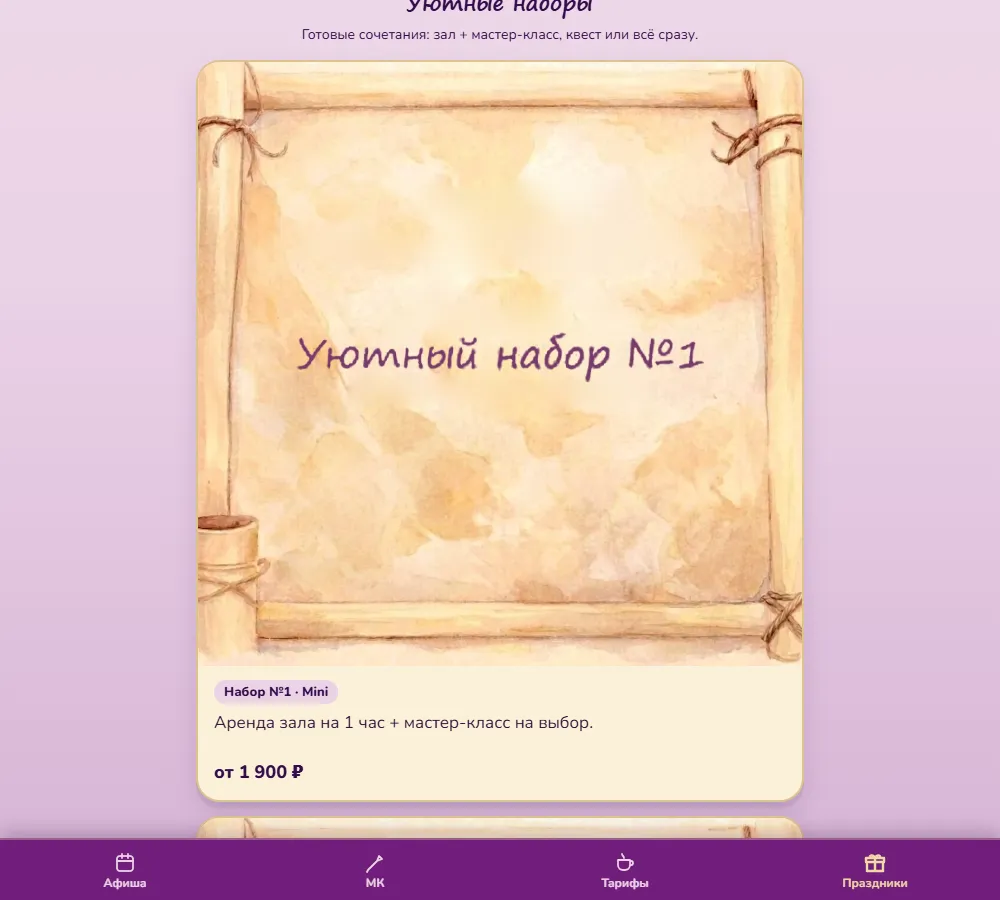 Уютные наборы
Готовые сочетания: зал + мастер-класс, квест или всё сразу.
Уютный набор №1
Набор №1 · Mini
Аренда зала на 1 час + мастер-класс на выбор.
от 1 900 ₽
Афиша
МК
Тарифы
Праздники